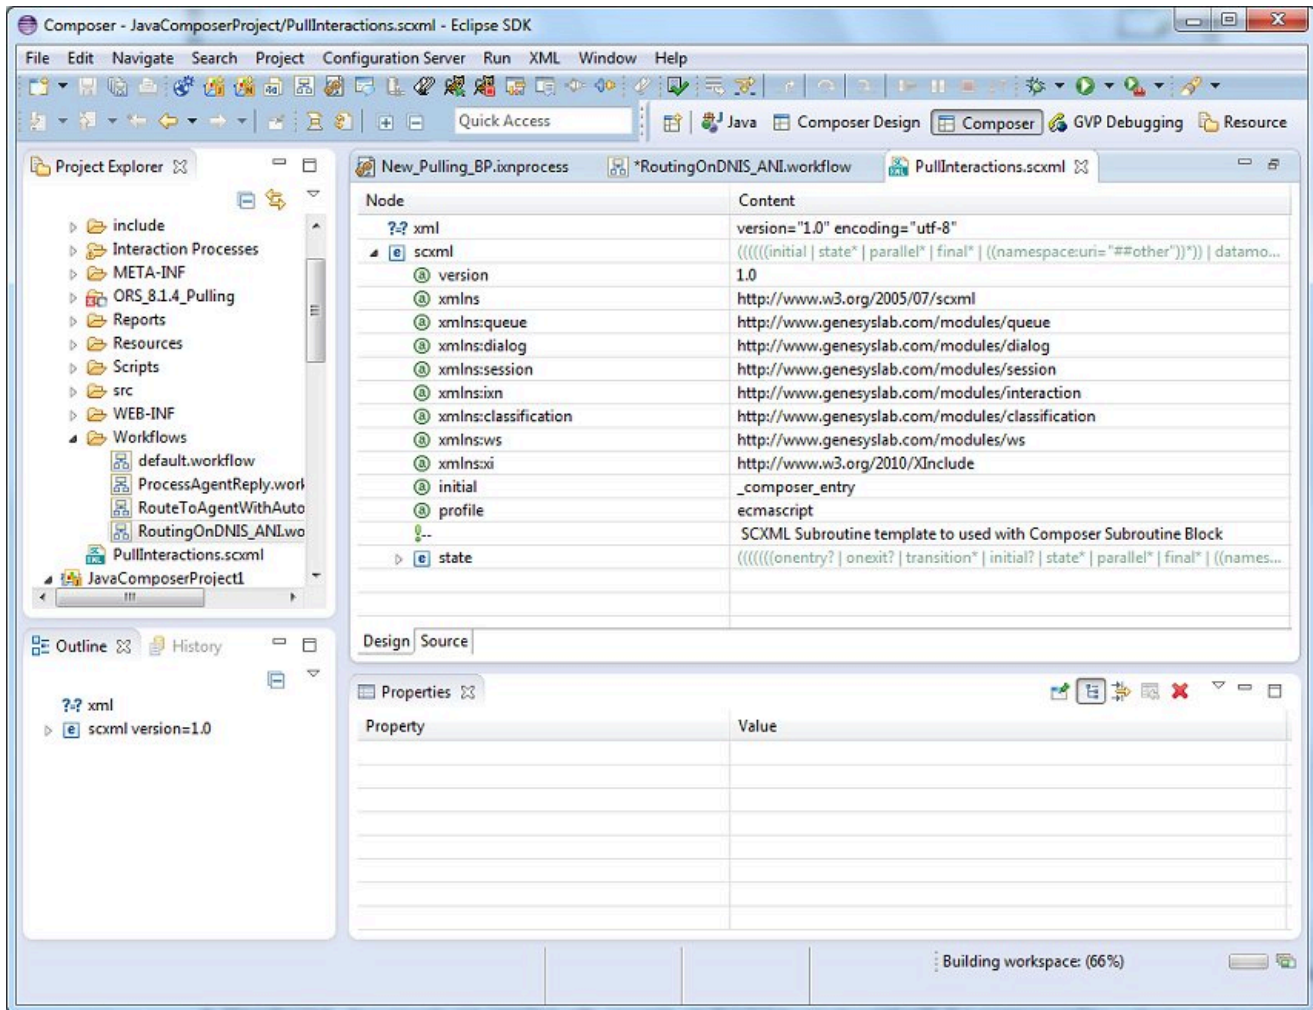 Composer - JavaComposerProject/PullInteractions.scxml - Eclipse SDK
File Edit Navigate Search Project Configuration Server Run XML Window Help
Quick Access
Java Composer Design Composer GVP Debugging Resource
Project Explorer
include
Interaction Processes
META-INF
ORS_8.1.4_Pulling
Reports
Resources
Scripts
src
WEB-INF
Workflows
default.workflow
ProcessAgentReply.worl
RouteToAgentWithAuto
RoutingOnDNIS_ANI.wo
PullInteractions.scxml
JavaComposerProject1
Outline History
?=? xml
e scxml version=1.0
New_Pulling_BP.ixnprocess *RoutingOnDNIS_ANI.workflow PullInteractions.scxml
Node Content
?=? xml version="1.0" encoding="utf-8"
e scxml ((((((initial | state* | parallel* | final* | ((namespace:uri="##other"))*)) | datamo...
a version 1.0
a xmlns http://www.w3.org/2005/07/scxml
a xmlns:queue http://www.genesyslab.com/modules/queue
a xmlns:dialog http://www.genesyslab.com/modules/dialog
a xmlns:session http://www.genesyslab.com/modules/session
a xmlns:ixn http://www.genesyslab.com/modules/interaction
a xmlns:classification http://www.genesyslab.com/modules/classification
a xmlns:ws http://www.genesyslab.com/modules/ws
a xmlns:xi http://www.w3.org/2010/XInclude
a initial _composer_entry
a profile ecmascript
!-- SCXML Subroutine template to used with Composer Subroutine Block
e state (((((((onentry? | onexit? | transition* | initial? | state* | parallel* | final* | ((names...
Design Source
Properties
Property Value
Building workspace: (66%)